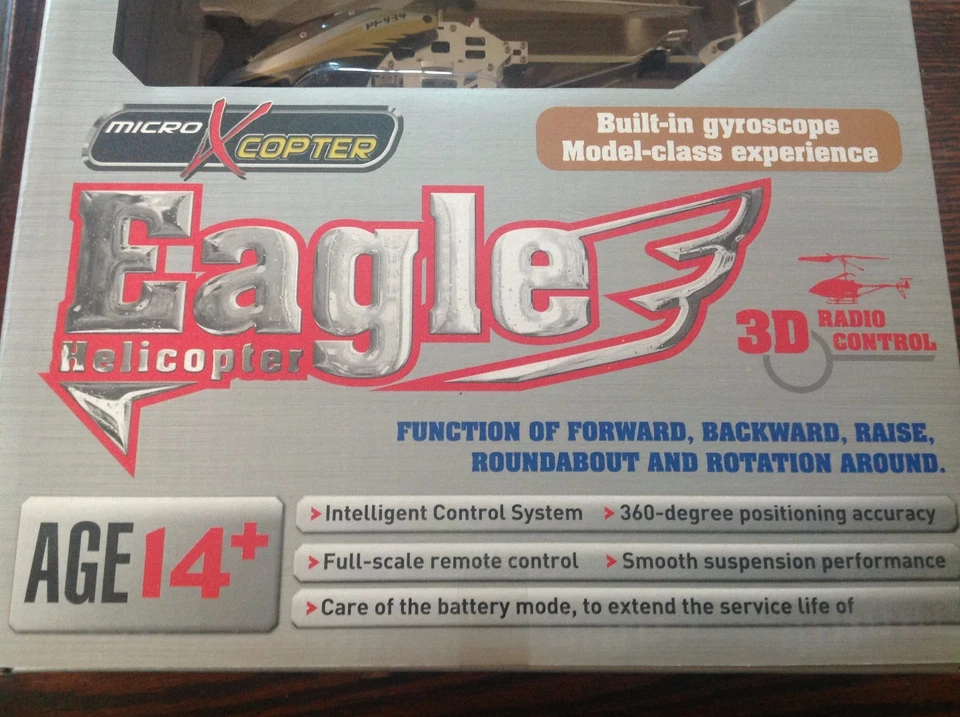 MICRO X COPTER
Built-in gyroscope
Model-class experience
Eagle
Helicopter
3D RADIO
CONTROL
FUNCTION OF FORWARD, BACKWARD, RAISE,
ROUNDABOUT AND ROTATION AROUND.
AGE 14+
>Intelligent Control System >360-degree positioning accuracy
>Full-scale remote control >Smooth suspension performance
>Care of the battery mode, to extend the service life of